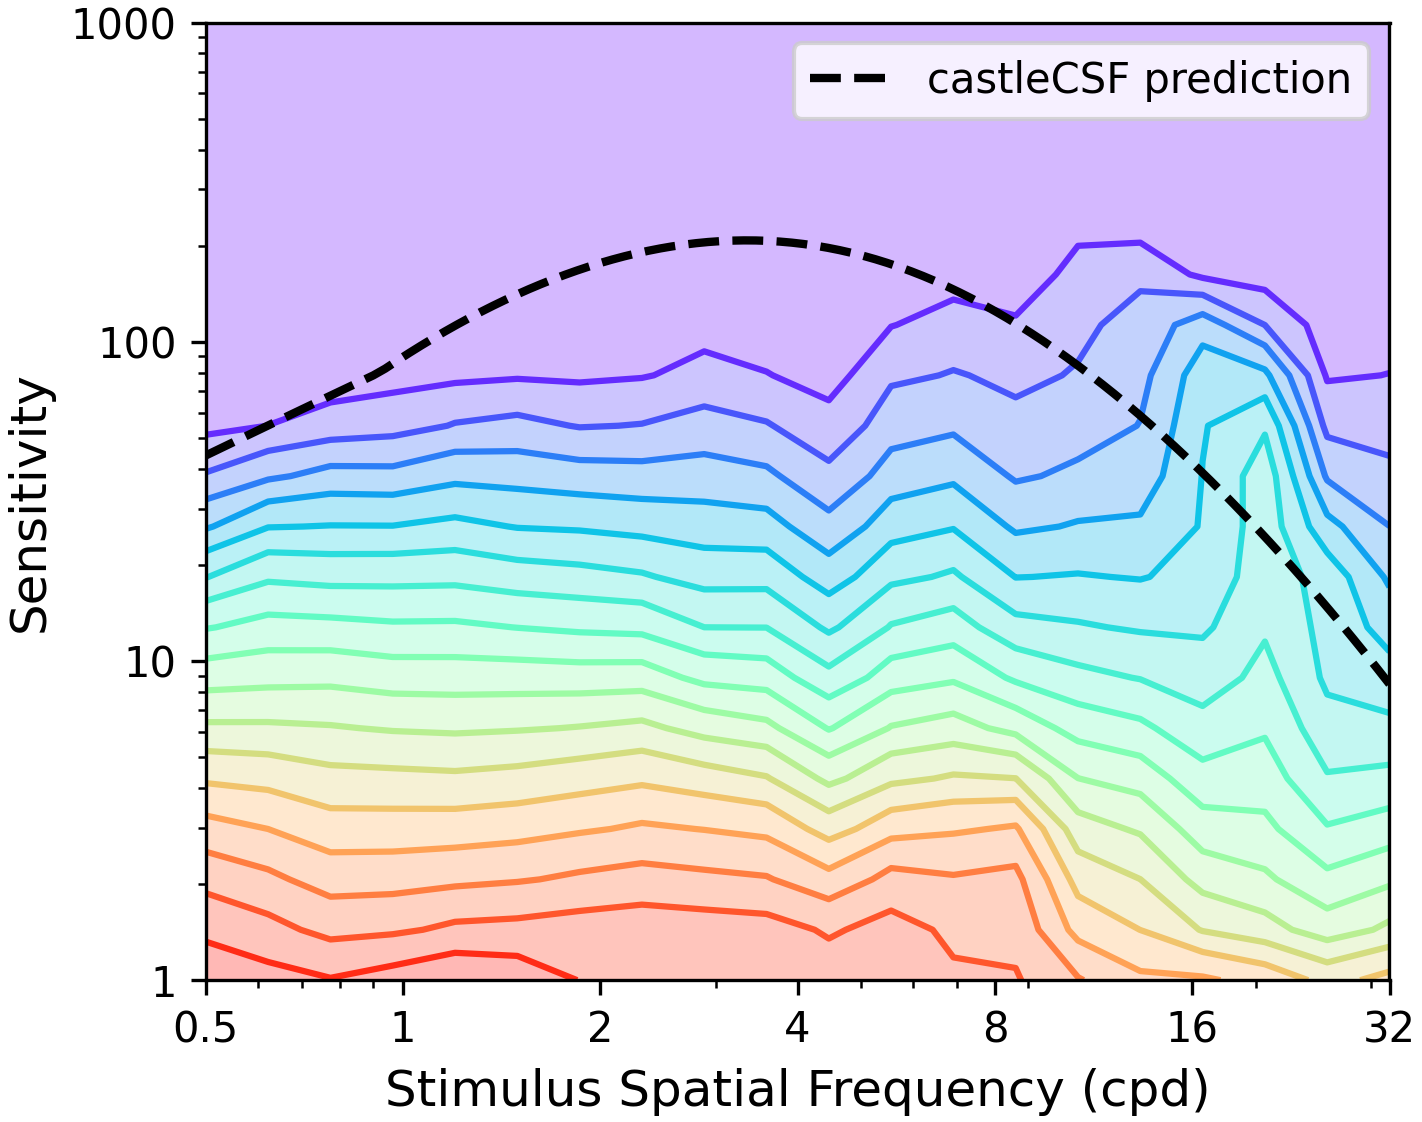 1000
castleCSF prediction
100
Sensitivity
10
1
0.5 1 2 4 8 16 32
Stimulus Spatial Frequency (cpd)